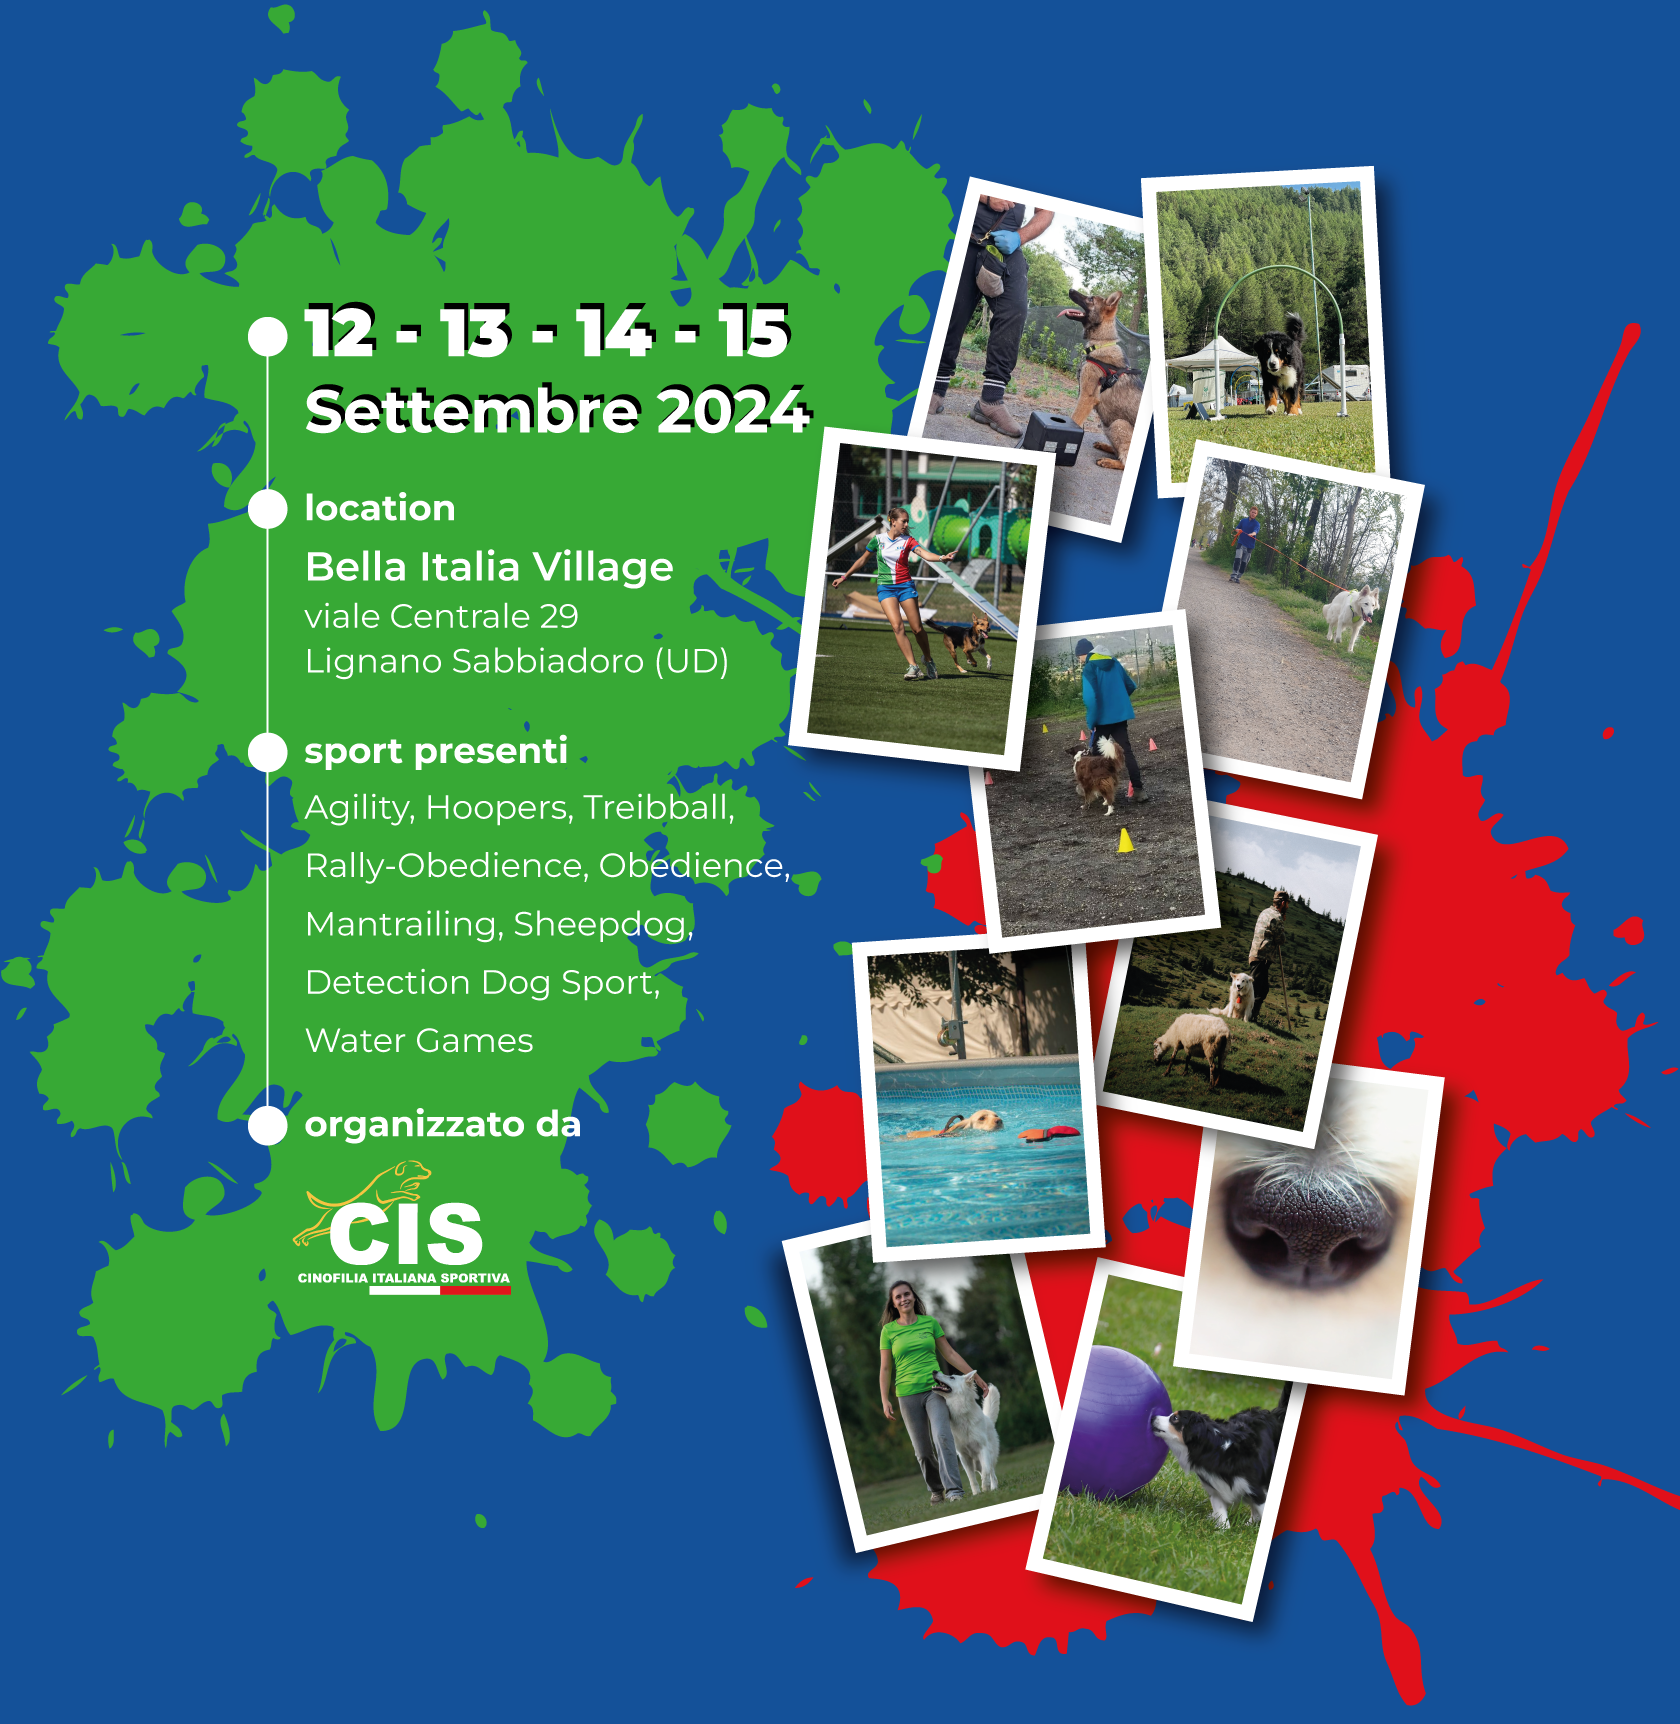 12 - 13 - 14 - 15
Settembre 2024
location
Bella Italia Village
viale Centrale 29
Lignano Sabbiadoro (UD)
sport presenti
Agility, Hoopers, Treibball,
Rally-Obedience, Obedience,
Mantrailing, Sheepdog,
Detection Dog Sport,
Water Games
organizzato da
CIS
CINOFILIA ITALIANA SPORTIVA